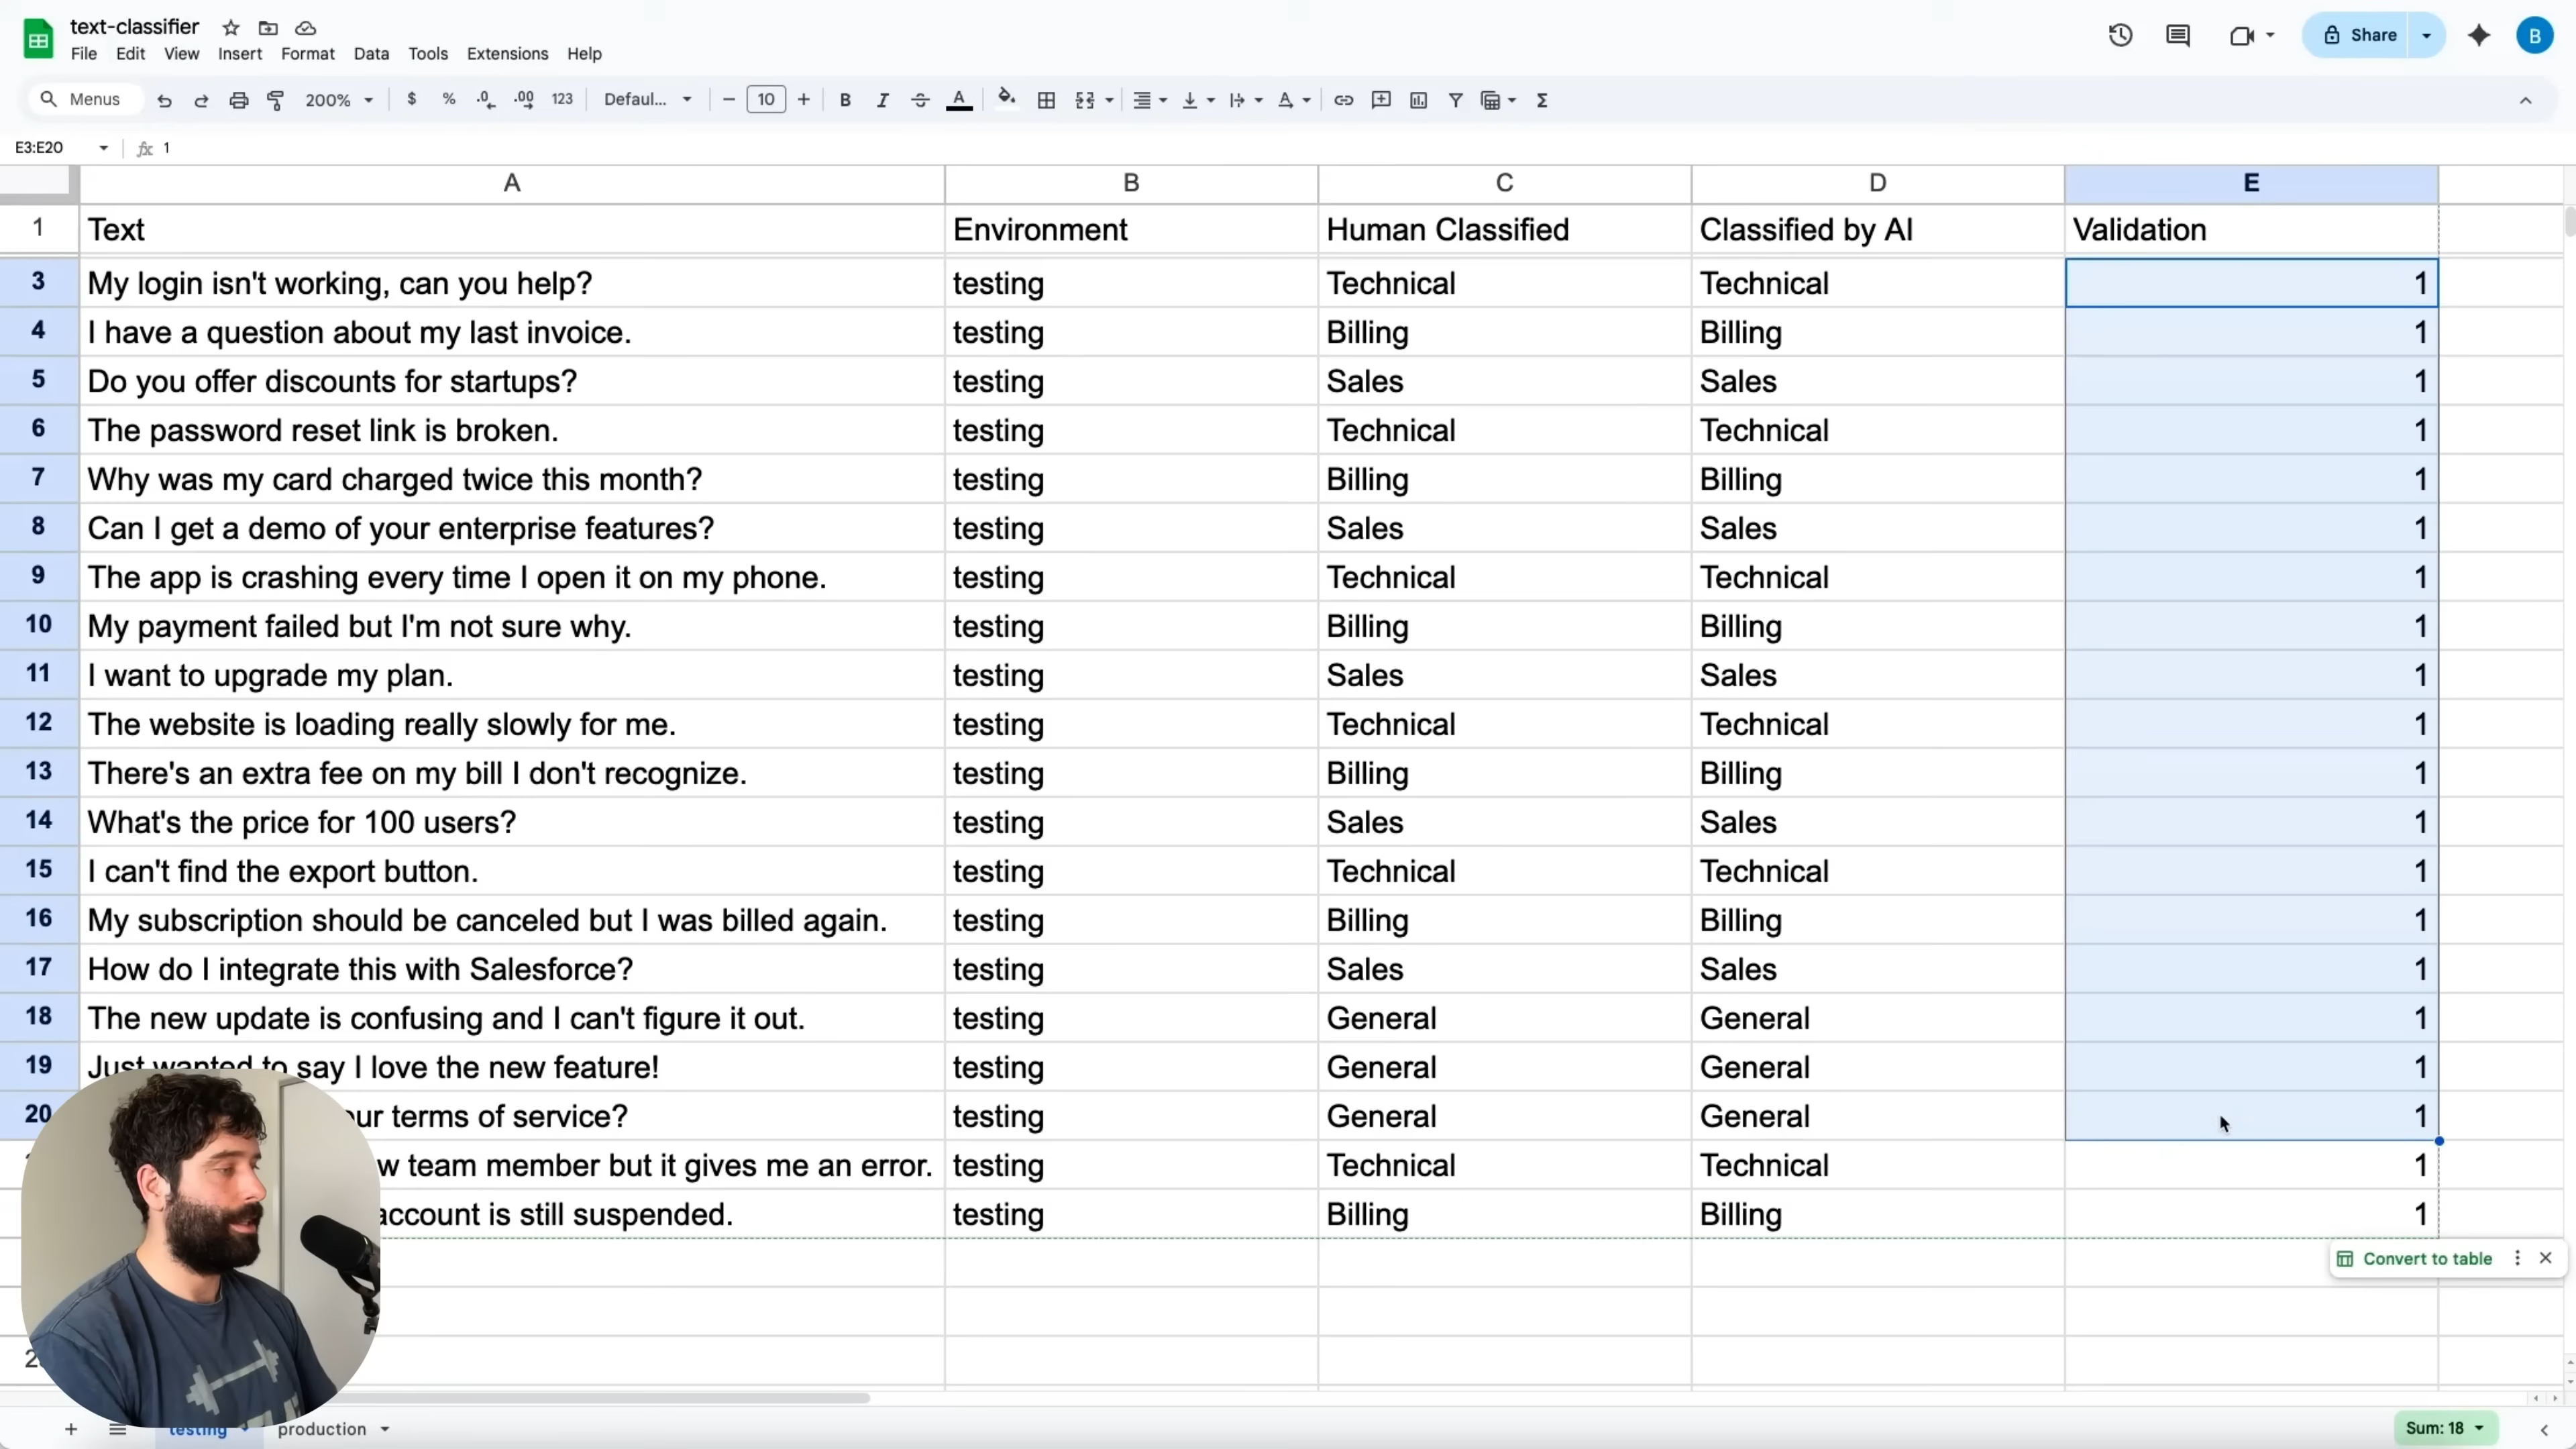 text-classifier
File Edit View Insert Format Data Tools Extensions Help
Share
B
Menus 200% $ % .0 .00 123 Defaul... − 10 + B I A Σ
E3:E20 fx 1
A B C D E
1 Text Environment Human Classified Classified by AI Validation
3 My login isn't working, can you help? testing Technical Technical 1
4 I have a question about my last invoice. testing Billing Billing 1
5 Do you offer discounts for startups? testing Sales Sales 1
6 The password reset link is broken. testing Technical Technical 1
7 Why was my card charged twice this month? testing Billing Billing 1
8 Can I get a demo of your enterprise features? testing Sales Sales 1
9 The app is crashing every time I open it on my phone. testing Technical Technical 1
10 My payment failed but I'm not sure why. testing Billing Billing 1
11 I want to upgrade my plan. testing Sales Sales 1
12 The website is loading really slowly for me. testing Technical Technical 1
13 There's an extra fee on my bill I don't recognize. testing Billing Billing 1
14 What's the price for 100 users? testing Sales Sales 1
15 I can't find the export button. testing Technical Technical 1
16 My subscription should be canceled but I was billed again. testing Billing Billing 1
17 How do I integrate this with Salesforce? testing Sales Sales 1
18 The new update is confusing and I can't figure it out. testing General General 1
19 Just wanted to say I love the new feature! testing General General 1
20 terms of service? testing General General 1
team member but it gives me an error. testing Technical Technical 1
account is still suspended. testing Billing Billing 1
Convert to table
testing production Sum: 18